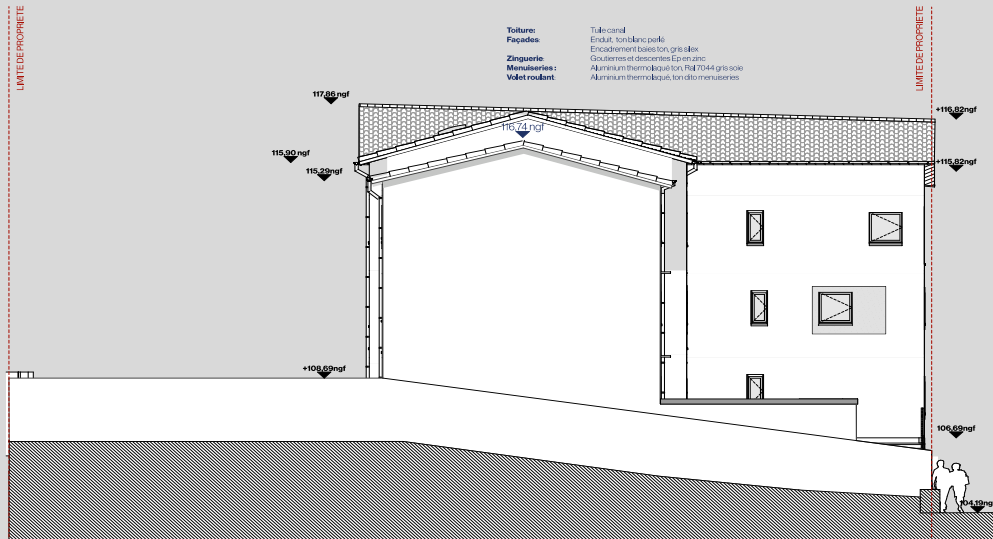 LIMITE DE PROPRIETE
LIMITE DE PROPRIETE
Toiture: Tuile canal
Façades: Enduit, ton blanc perlé
Encadrement baies ton, gris silex
Zinguerie: Goutierres et descentes Ep en zinc
Menuiseries : Aluminium thermolaqué ton, Ral 7044 gris soie
Volet roulant: Aluminium thermolaqué, ton dito menuiseries
117,86 ngf
+116,82ngf
116,74 ngf
115,90 ngf
+115,82ngf
115,29ngf
+108,69ngf
106,69ngf
104,19ng